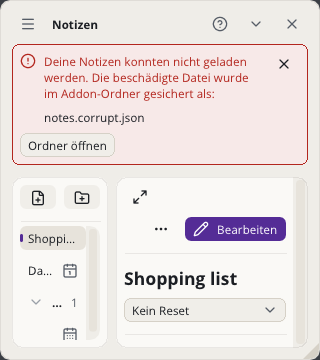 Notizen
Deine Notizen konnten nicht geladen
werden. Die beschädigte Datei wurde
im Addon-Ordner gesichert als:
notes.corrupt.json
Ordner öffnen
Shoppi...
Da...
... 1
Bearbeiten
Shopping list
Kein Reset